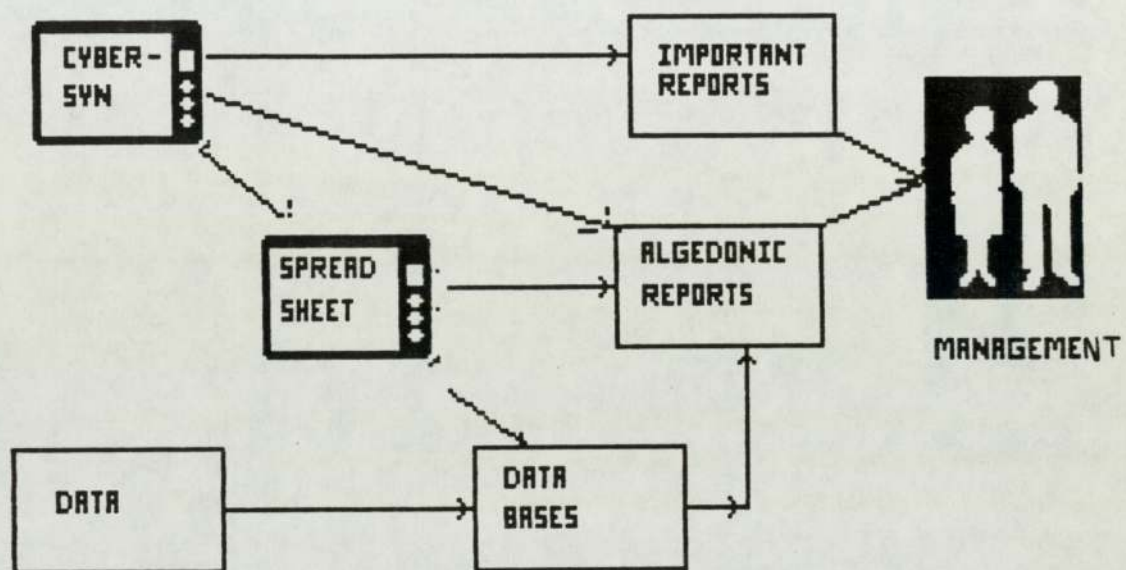 CYBER-
SYN
IMPORTANT
REPORTS
SPREAD
SHEET
ALGEDONIC
REPORTS
MANAGEMENT
DATA
DATA
BASES